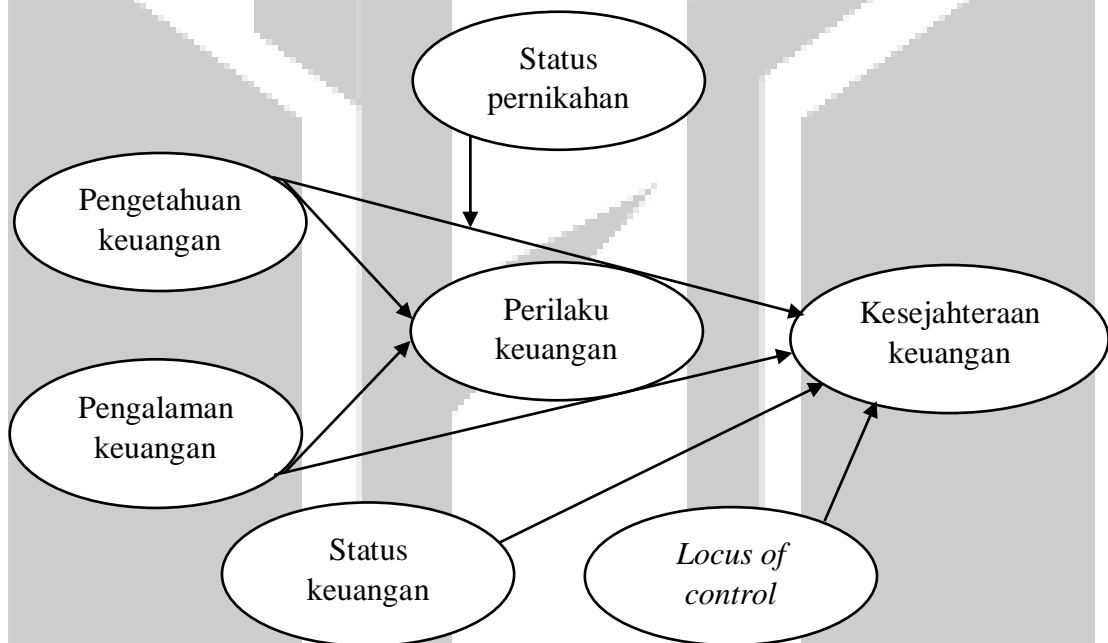 Status
pernikahan
Pengetahuan
keuangan
Perilaku
keuangan
Kesejahteraan
keuangan
Pengalaman
keuangan
Status
keuangan
Locus of
control